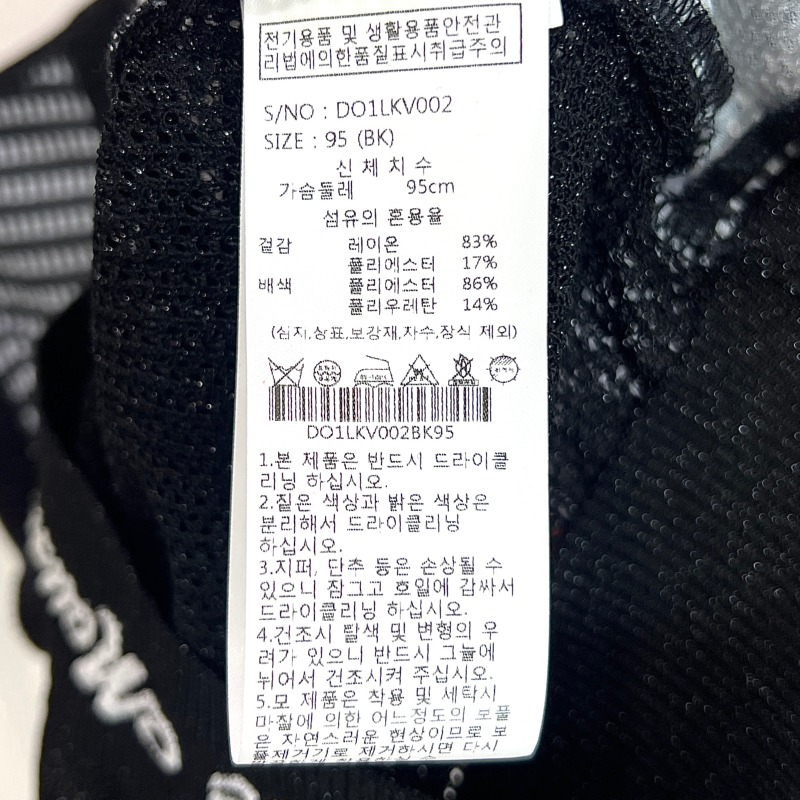 전기용품 및 생활용품안전관
리법에의한품질표시취급주의
S/NO : DO1LKV002
SIZE : 95 (BK)
신 체 치 수
가슴둘레 95cm
섬유의 혼용율
겉감 레이온 83%
폴리에스터 17%
배색 폴리에스터 86%
폴리우레탄 14%
(심지,상표,보강재,자수,장식 제외)
DO1LKV002BK95
1.본 제품은 반드시 드라이클
리닝 하십시오.
2.짙은 색상과 밝은 색상은
분리해서 드라이클리닝
하십시오.
3.지퍼, 단추 등은 손상될 수
있으니 잠그고 호일에 감싸서
드라이클리닝 하십시오.
4.건조시 탈색 및 변형의 우
려가 있으니 반드시 그늘에
뉘어서 건조시켜 주십시오.
5.모 제품은 착용 및 세탁시
마찰에 의한 어느정도의 보풀
은 자연스러운 현상이므로 보
풀제거기로 제거하시면 다시